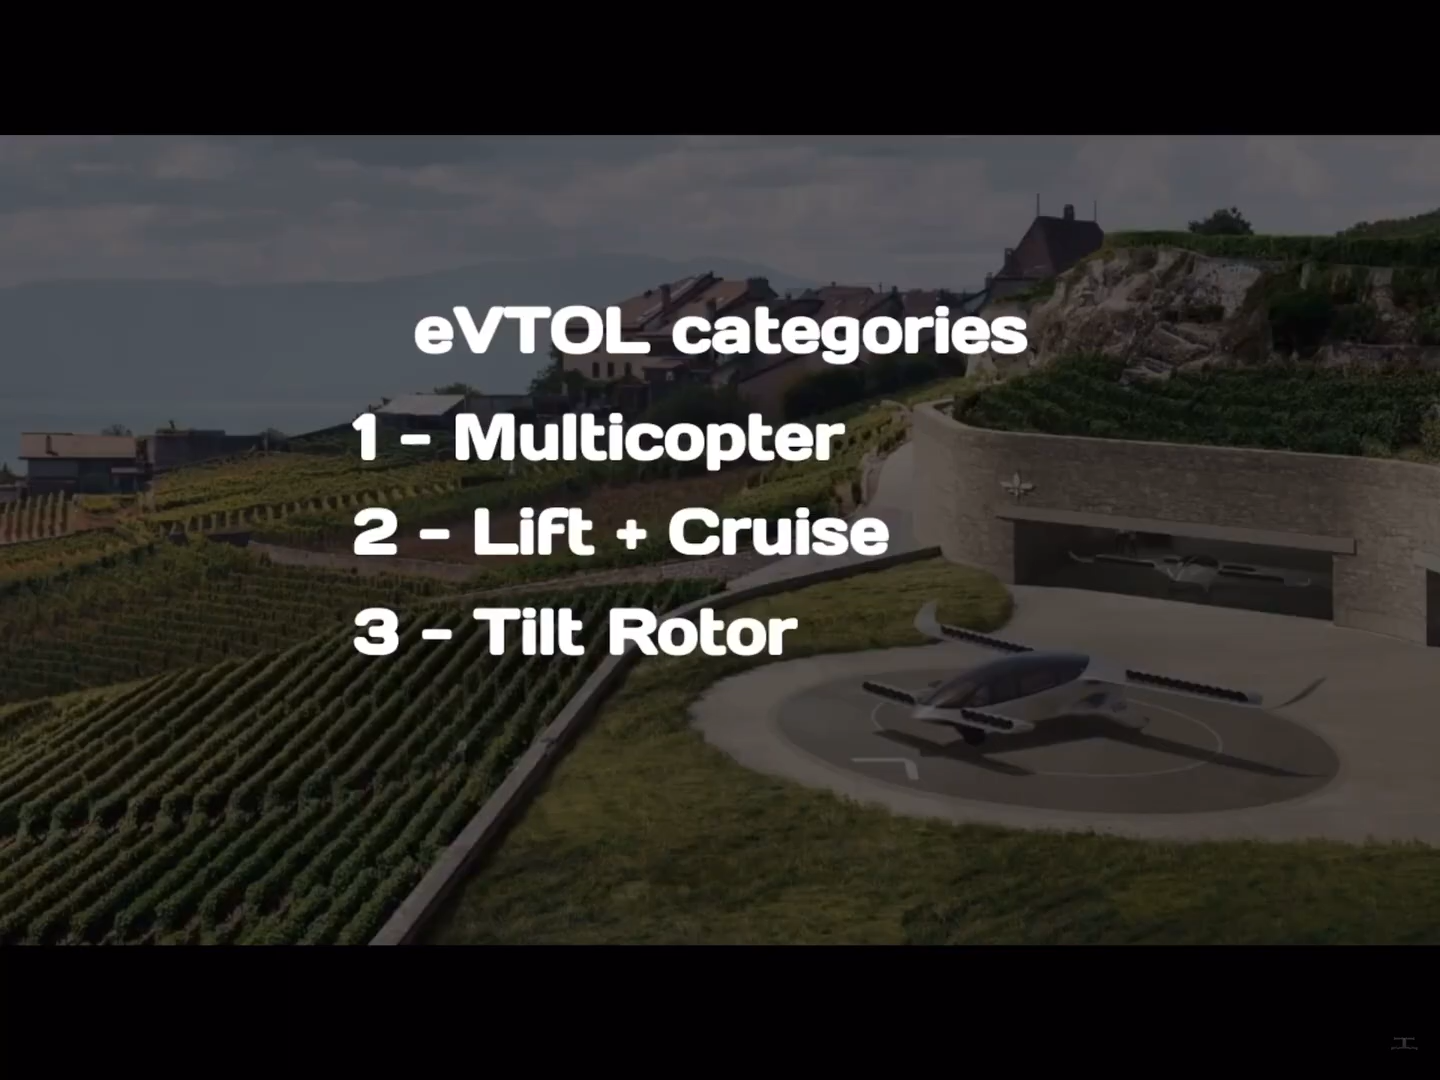 eVTOL categories
1 - Multicopter
2 - Lift + Cruise
3 - Tilt Rotor